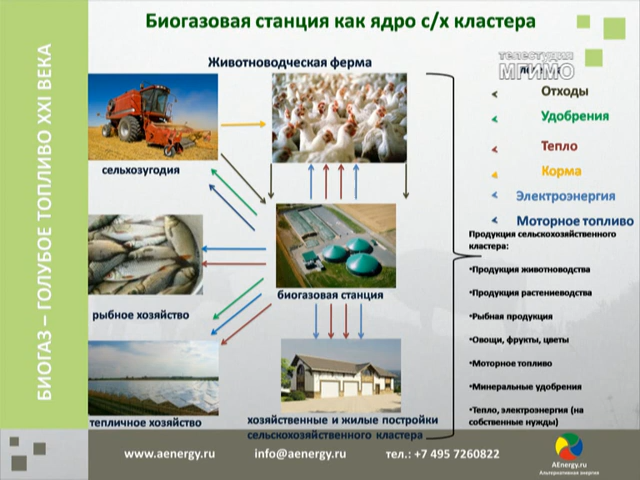 Биогазовая станция как ядро с/х кластера
БИОГАЗ – ГОЛУБОЕ ТОПЛИВО XXI ВЕКА
Животноводческая ферма
телестудия
МГИМО
Отходы
Удобрения
Тепло
Корма
Электроэнергия
Моторное топливо
сельхозугодия
рыбное хозяйство
биогазовая станция
тепличное хозяйство
хозяйственные и жилые постройки
сельскохозяйственного кластера
Продукция сельскохозяйственного
кластера:
•Продукция животноводства
•Продукция растениеводства
•Рыбная продукция
•Овощи, фрукты, цветы
•Моторное топливо
•Минеральные удобрения
•Тепло, электроэнергия (на
собственные нужды)
www.aenergy.ru info@aenergy.ru тел.: +7 495 7260822
AEnergy.ru
Альтернативная энергия